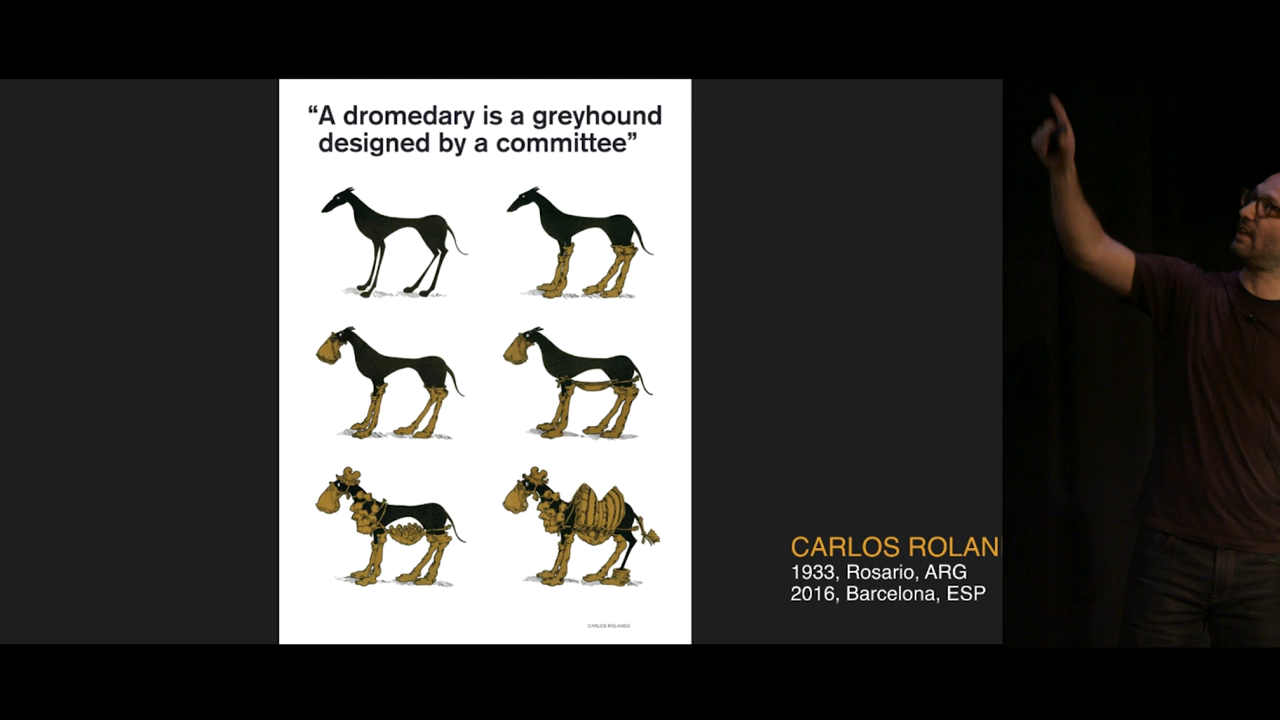 “A dromedary is a greyhound
designed by a committee”
CARLOS ROLANDO
CARLOS ROLAN
1933, Rosario, ARG
2016, Barcelona, ESP